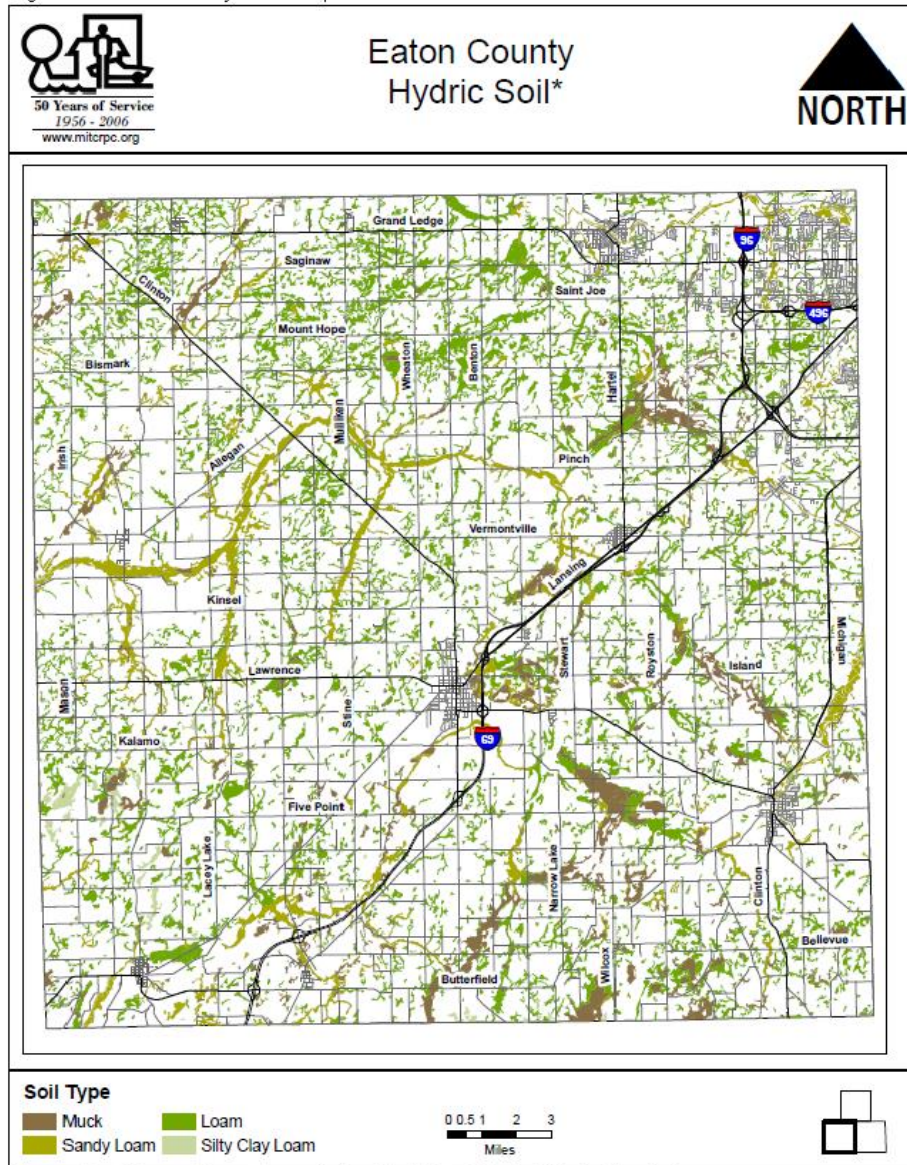 50 Years of Service
1956 - 2006
www.mitcrpc.org
Eaton County
Hydric Soil*
NORTH
Grand Ledge
96
Saginaw
Clinton
Saint Joe
496
Mount Hope
Bismark
Wheaton
Benton
Hartel
Mulliken
Irish
Allegan
Pinch
Vermontville
Lansing
Kinsel
Michigan
Stewart
Royston
Island
Lawrence
Mason
Stine
Kalamo
69
Five Point
Lacey Lake
Narrow Lake
Clinton
Bellevue
Wilcox
Butterfield
Soil Type
Muck
Loam
Sandy Loam
Silty Clay Loam
0 0.5 1 2 3
Miles